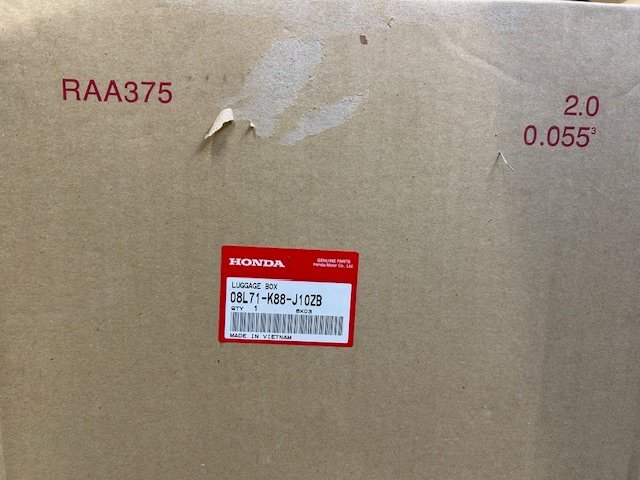 RAA375
2.0
0.055³
HONDA
GENUINE PARTS
Honda Motor Co., Ltd.
LUGGAGE BOX
08L71-K88-J10ZB
QTY 1 8X03
MADE IN VIETNAM